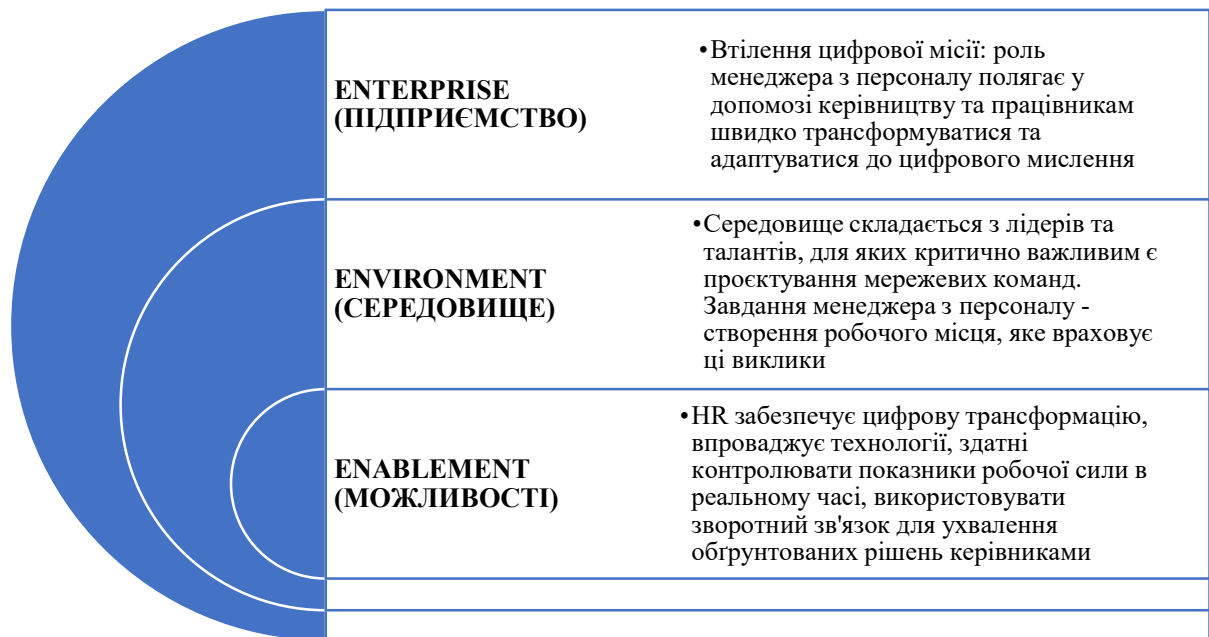 ENTERPRISE
(ПІДПРИЄМСТВО)
•Втілення цифрової місії: роль
менеджера з персоналу полягає у
допомозі керівництву та працівникам
швидко трансформуватися та
адаптуватися до цифрового мислення
ENVIRONMENT
(СЕРЕДОВИЩЕ)
•Середовище складається з лідерів та
талантів, для яких критично важливим є
проєктування мережевих команд.
Завдання менеджера з персоналу -
створення робочого місця, яке враховує
ці виклики
ENABLEMENT
(МОЖЛИВОСТІ)
•HR забезпечує цифрову трансформацію,
впроваджує технології, здатні
контролювати показники робочої сили в
реальному часі, використовувати
зворотний зв'язок для ухвалення
обґрунтованих рішень керівниками